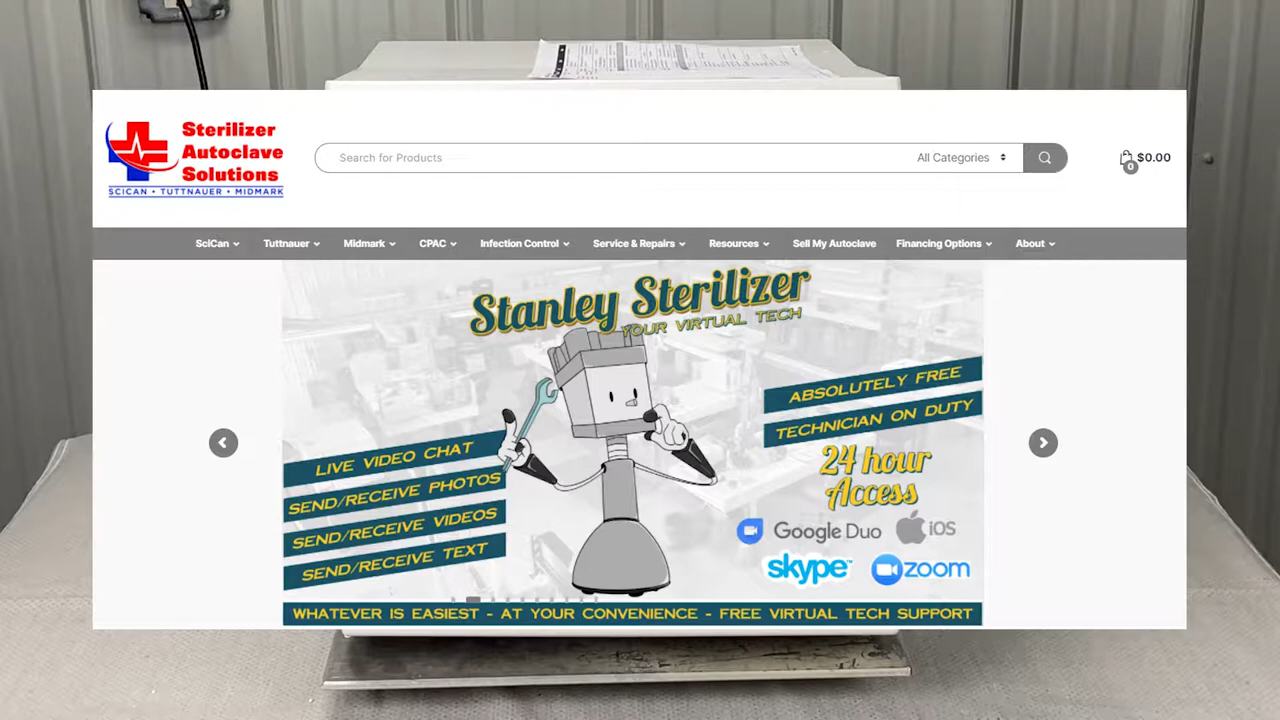 Sterilizer
Autoclave
Solutions
SCICAN • TUTTNAUER • MIDMARK
Search for Products
All Categories
$0.00
0
SciCan
Tuttnauer
Midmark
CPAC
Infection Control
Service & Repairs
Resources
Sell My Autoclave
Financing Options
About
Stanley Sterilizer
YOUR VIRTUAL TECH
LIVE VIDEO CHAT
SEND/RECEIVE PHOTOS
SEND/RECEIVE VIDEOS
SEND/RECEIVE TEXT
ABSOLUTELY FREE
TECHNICIAN ON DUTY
24 hour
Access
Google Duo
iOS
skype™
zoom
WHATEVER IS EASIEST - AT YOUR CONVENIENCE - FREE VIRTUAL TECH SUPPORT